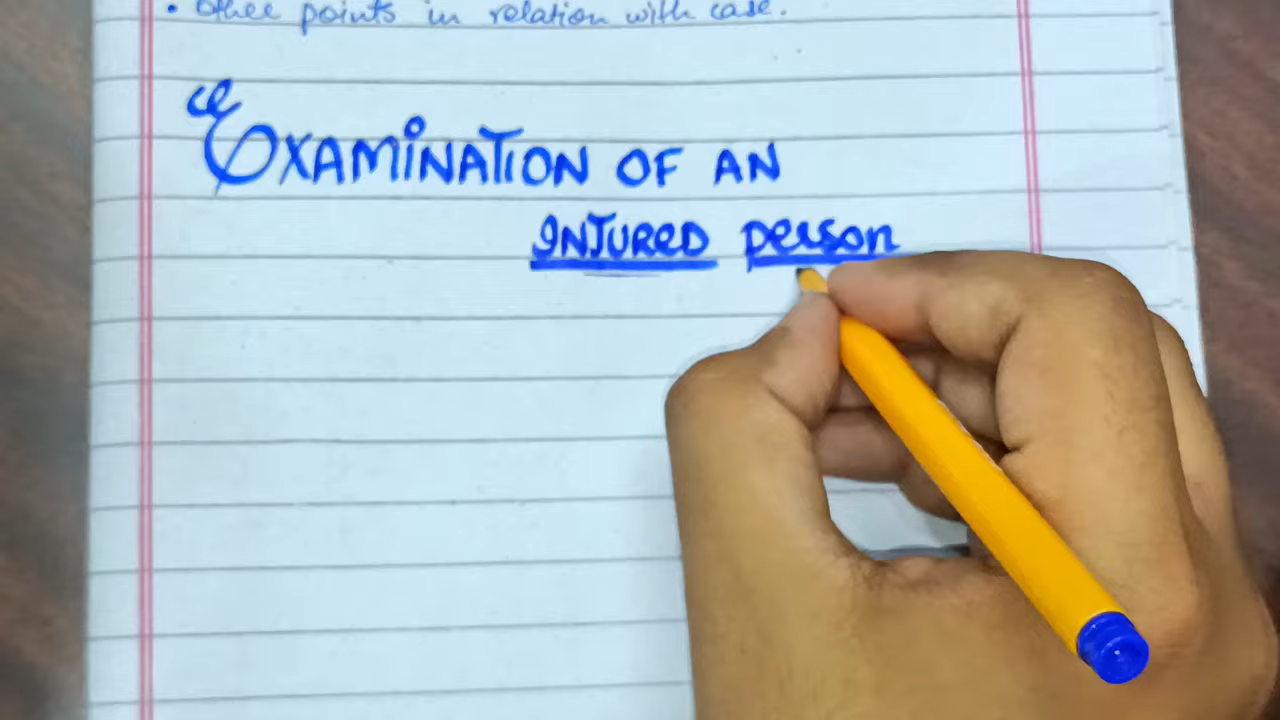 • Other points in relation with case.
EXAMINATION OF AN
INJURED person